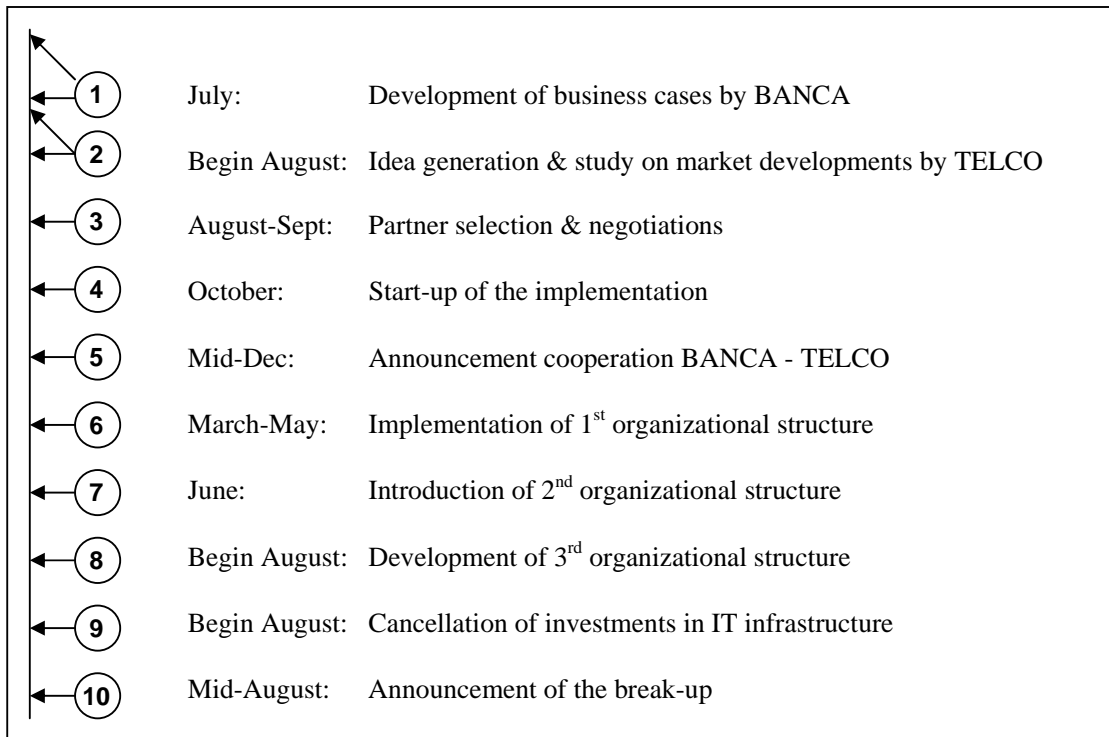 1 July: Development of business cases by BANCA
2 Begin August: Idea generation & study on market developments by TELCO
3 August-Sept: Partner selection & negotiations
4 October: Start-up of the implementation
5 Mid-Dec: Announcement cooperation BANCA - TELCO
6 March-May: Implementation of 1st organizational structure
7 June: Introduction of 2nd organizational structure
8 Begin August: Development of 3rd organizational structure
9 Begin August: Cancellation of investments in IT infrastructure
10 Mid-August: Announcement of the break-up